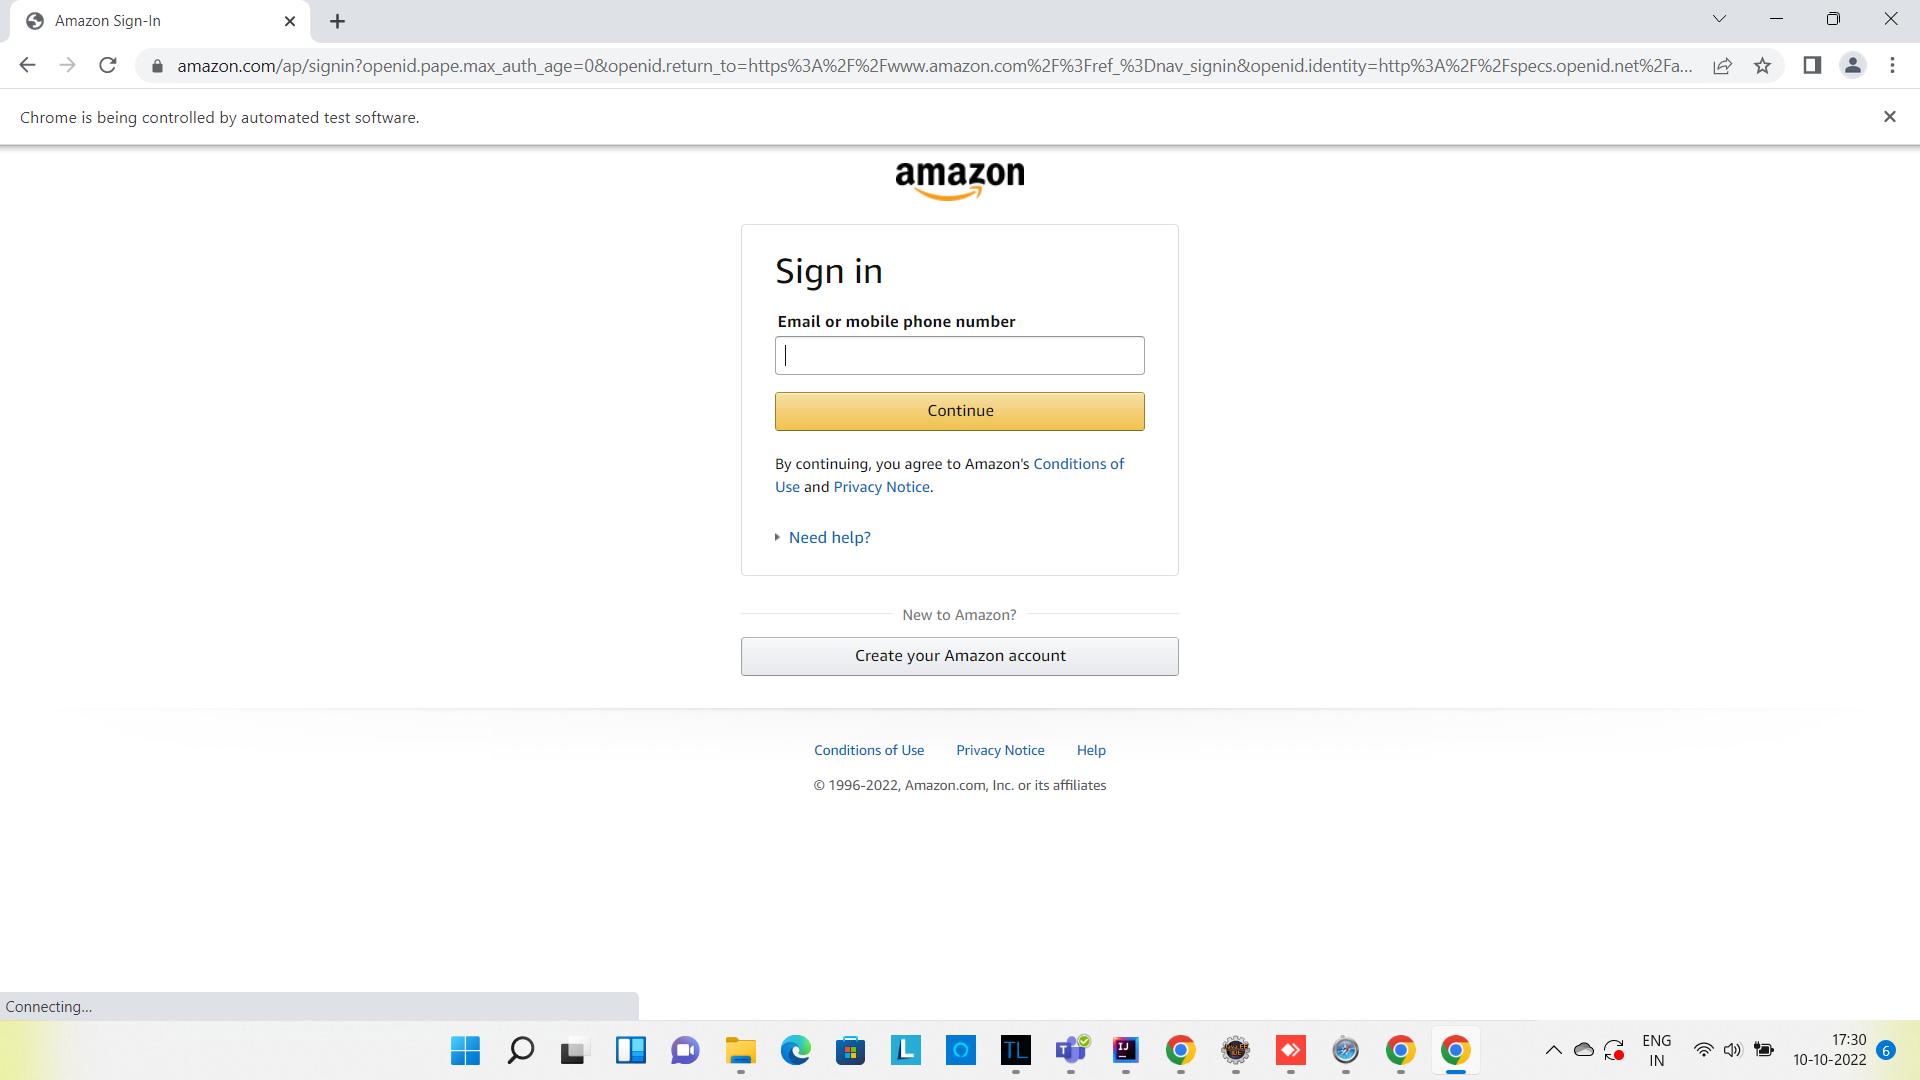 Amazon Sign-In
amazon.com/ap/signin?openid.pape.max_auth_age=0&openid.return_to=https%3A%2F%2Fwww.amazon.com%2F%3Fref_%3Dnav_signin&openid.identity=http%3A%2F%2Fspecs.openid.net%2Fa...
Chrome is being controlled by automated test software.
amazon
Sign in
Email or mobile phone number
Continue
By continuing, you agree to Amazon's Conditions of
Use and Privacy Notice.
Need help?
New to Amazon?
Create your Amazon account
Conditions of Use Privacy Notice Help
© 1996-2022, Amazon.com, Inc. or its affiliates
Connecting...
L
TL
T
IJ
ENG
IN
17:30
10-10-2022
6